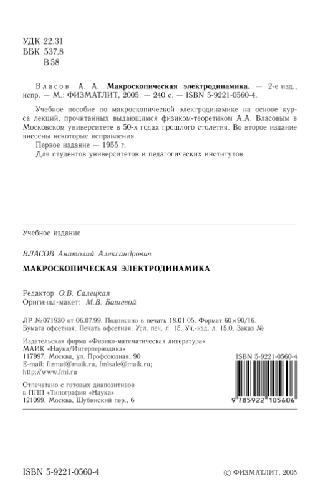 УДК 22.31
ББК 537.8
В58
Власов А. А. Макроскопическая электродинамика. — 2-е изд.,
испр. — М.: ФИЗМАТЛИТ, 2005. — 240 с. — ISBN 5-9221-0560-4.
Учебное пособие по макроскопической электродинамике на основе кур-
са лекций, прочитанных выдающимся физиком-теоретиком А.А. Власовым в
Московском университете в 50-х годах прошлого столетия. Во второе издание
внесены некоторые исправления.
Первое издание — 1955 г.
Для студентов университетов и педагогических институтов.
Учебное издание
ВЛАСОВ Анатолий Александрович
МАКРОСКОПИЧЕСКАЯ ЭЛЕКТРОДИНАМИКА
Редактор О.В. Салецкая
Оригинал-макет: М.В. Башевой
ЛР №071930 от 06.07.99. Подписано в печать 18.01.05. Формат 60×90/16.
Бумага офсетная. Печать офсетная. Усл. печ. л. 15. Уч.-изд. л. 15,0. Заказ №
Издательская фирма «Физико-математическая литература»
МАИК «Наука/Интерпериодика»
117997, Москва, ул. Профсоюзная, 90
E-mail: fizmat@maik.ru, fmlsale@maik.ru;
http://www.fml.ru
Отпечатано с готовых диапозитивов
в ППП «Типография «Наука»
121099, Москва, Шубинский пер., 6
ISBN 5-9221-0560-4
9 785922 105606
ISBN 5-9221-0560-4
© ФИЗМАТЛИТ, 2005